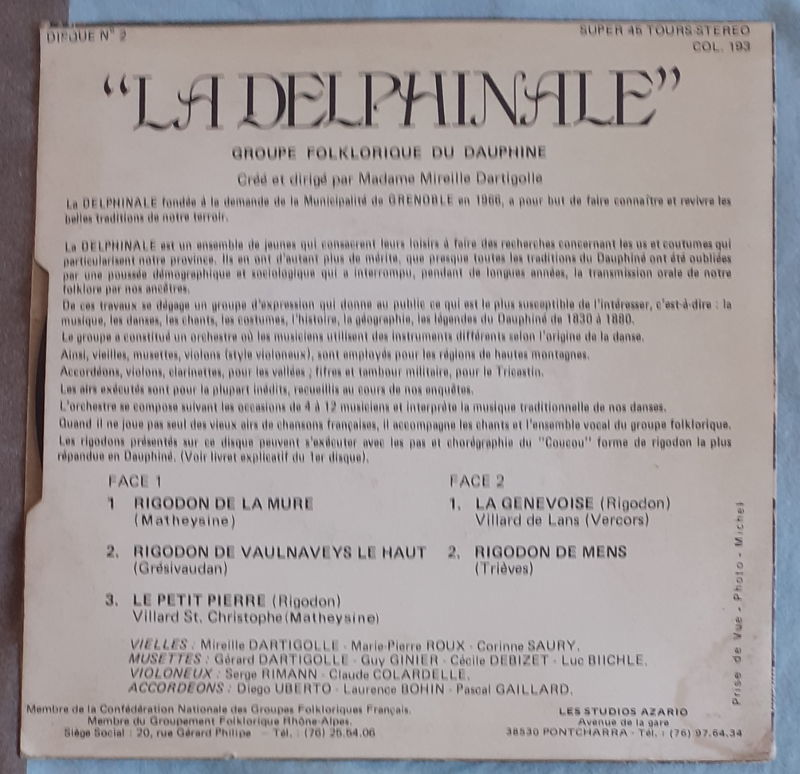 DISQUE N° 2
SUPER 45 TOURS STEREO
COL. 193
“LA DELPHINALE”
GROUPE FOLKLORIQUE DU DAUPHINE
Créé et dirigé par Madame Mireille Dartigolle
La DELPHINALE fondée à la demande de la Municipalité de GRENOBLE en 1966, a pour but de faire connaître et revivre les
belles traditions de notre terroir.
La DELPHINALE est un ensemble de jeunes qui consacrent leurs loisirs à faire des recherches concernant les us et coutumes qui
particularisent notre province. Ils en ont d'autant plus de mérite, que presque toutes les traditions du Dauphiné ont été oubliées
par une poussée démographique et sociologique qui a interrompu, pendant de longues années, la transmission orale de notre
folklore par nos ancêtres.
De ces travaux se dégage un groupe d'expression qui donne au public ce qui est le plus susceptible de l'intéresser, c'est-à-dire : la
musique, les danses, les chants, les costumes, l'histoire, la géographie, les légendes du Dauphiné de 1830 à 1880.
Le groupe a constitué un orchestre où les musiciens utilisent des instruments différents selon l'origine de la danse.
Ainsi, vielles, musettes, violons (style violoneux), sont employés pour les régions de hautes montagnes.
Accordéons, violons, clarinettes, pour les vallées ; fifres et tambour militaire, pour le Tricastin.
Les airs exécutés sont pour la plupart inédits, recueillis au cours de nos enquêtes.
L'orchestre se compose suivant les occasions de 4 à 12 musiciens et interprète la musique traditionnelle de nos danses.
Quand il ne joue pas seul des vieux airs de chansons françaises, il accompagne les chants et l'ensemble vocal du groupe folklorique.
Les rigodons présentés sur ce disque peuvent s'exécuter avec les pas et chorégraphie du "Coucou" forme de rigodon la plus
répandue en Dauphiné. (Voir livret explicatif du 1er disque).
FACE 1
1 RIGODON DE LA MURE
(Matheysine)
2. RIGODON DE VAULNAVEYS LE HAUT
(Grésivaudan)
3. LE PETIT PIERRE (Rigodon)
Villard St. Christophe (Matheysine)
FACE 2
1. LA GENEVOISE (Rigodon)
Villard de Lans (Vercors)
2. RIGODON DE MENS
(Trièves)
VIELLES : Mireille DARTIGOLLE - Marie-Pierre ROUX - Corinne SAURY.
MUSETTES : Gérard DARTIGOLLE - Guy GINIER - Cécile DEBIZET - Luc BIICHLE.
VIOLONEUX : Serge RIMANN - Claude COLARDELLE.
ACCORDEONS : Diego UBERTO - Laurence BOHIN - Pascal GAILLARD.
Membre de la Confédération Nationale des Groupes Folkloriques Français.
Membre du Groupement Folklorique Rhône-Alpes.
Siège Social : 20, rue Gérard Philipe - Tél. : (76) 25.54.06
LES STUDIOS AZARIO
Avenue de la gare
38530 PONTCHARRA - Tél. : (76) 97.64.34
Prise de Vue - Photo - Michel